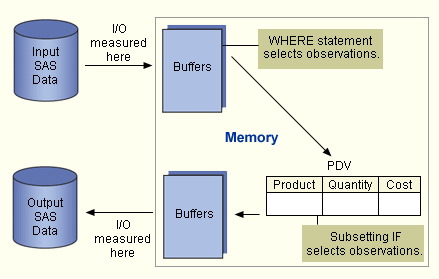 Input
SAS
Data
I/O
measured
here
Buffers
WHERE statement
selects observations.
Memory
PDV
Product Quantity Cost
Subsetting IF
selects observations.
Buffers
I/O
measured
here
Output
SAS
Data